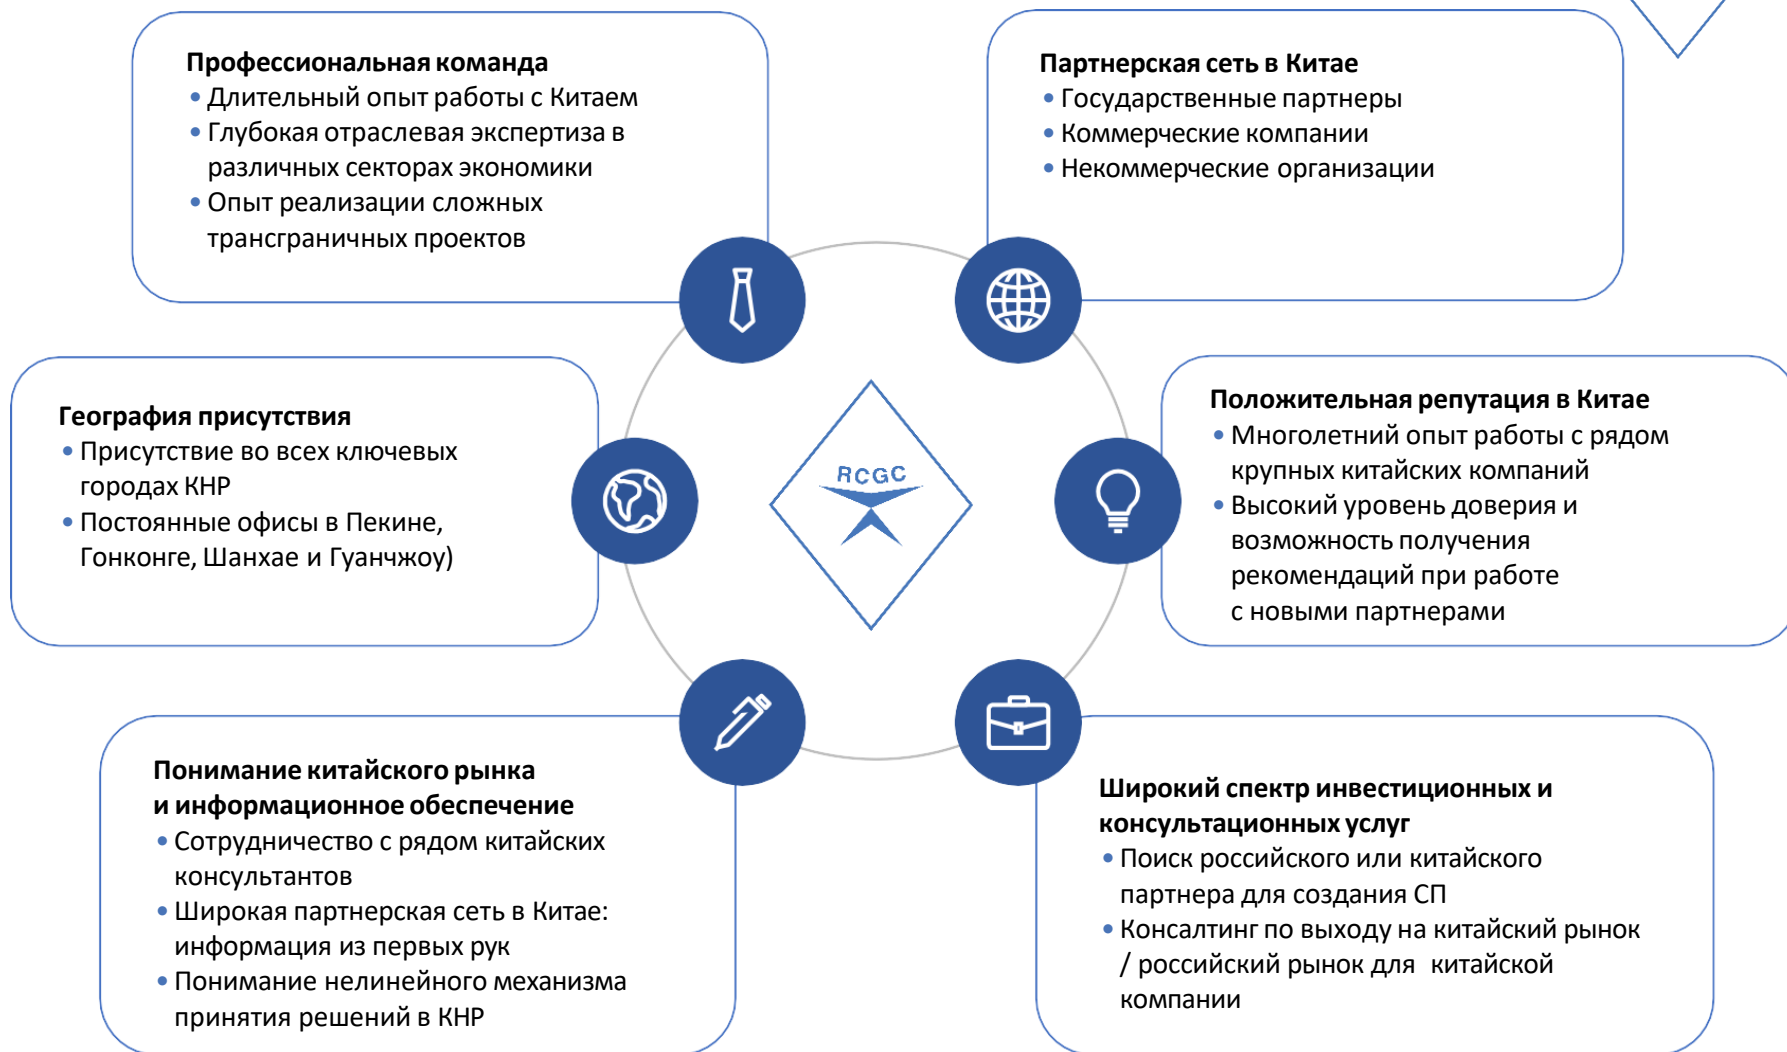 Профессиональная команда
• Длительный опыт работы с Китаем
• Глубокая отраслевая экспертиза в
различных секторах экономики
• Опыт реализации сложных
трансграничных проектов
Партнерская сеть в Китае
• Государственные партнеры
• Коммерческие компании
• Некоммерческие организации
География присутствия
• Присутствие во всех ключевых
городах КНР
• Постоянные офисы в Пекине,
Гонконге, Шанхае и Гуанчжоу)
RCGC
Положительная репутация в Китае
• Многолетний опыт работы с рядом
крупных китайских компаний
• Высокий уровень доверия и
возможность получения
рекомендаций при работе
с новыми партнерами
Понимание китайского рынка
и информационное обеспечение
• Сотрудничество с рядом китайских
консультантов
• Широкая партнерская сеть в Китае:
информация из первых рук
• Понимание нелинейного механизма
принятия решений в КНР
Широкий спектр инвестиционных и
консультационных услуг
• Поиск российского или китайского
партнера для создания СП
• Консалтинг по выходу на китайский рынок
/ российский рынок для китайской
компании